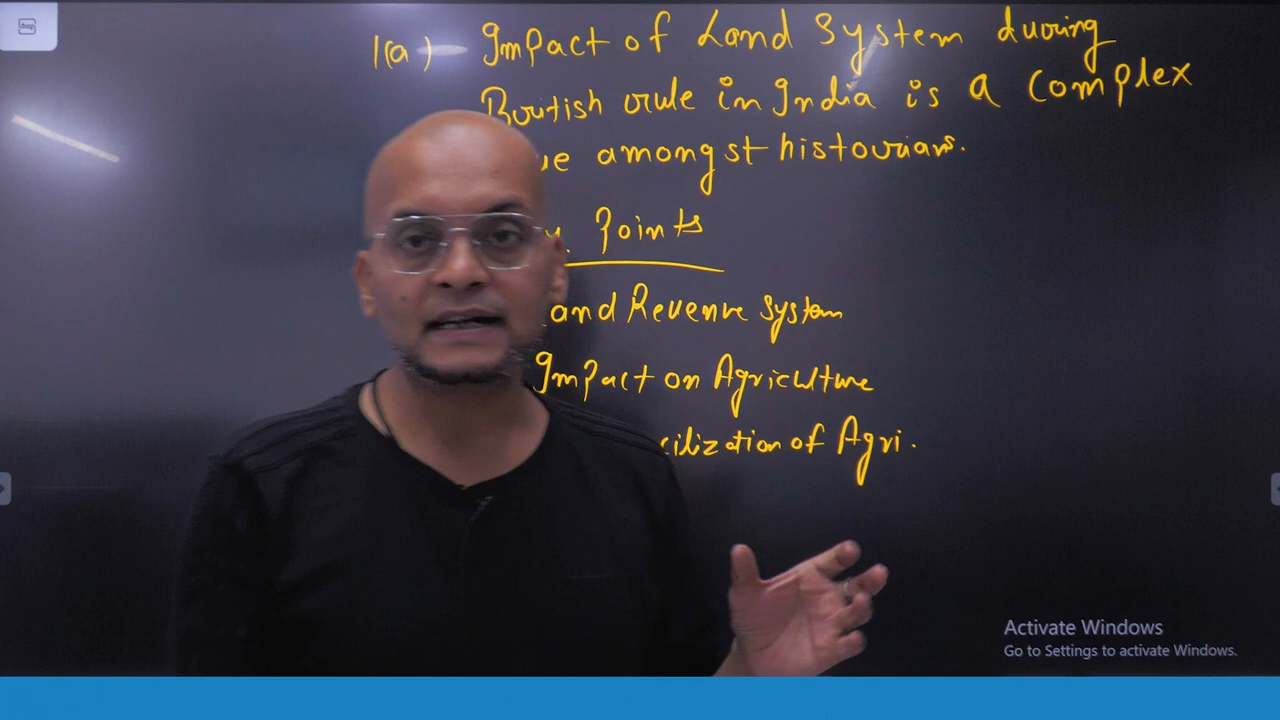 1(a) Impact of Land System during
British rule in India is a complex
amongst historians.
Points
and Revenue System
Impact on Agriculture
cilization of Agri.
Activate Windows
Go to Settings to activate Windows.